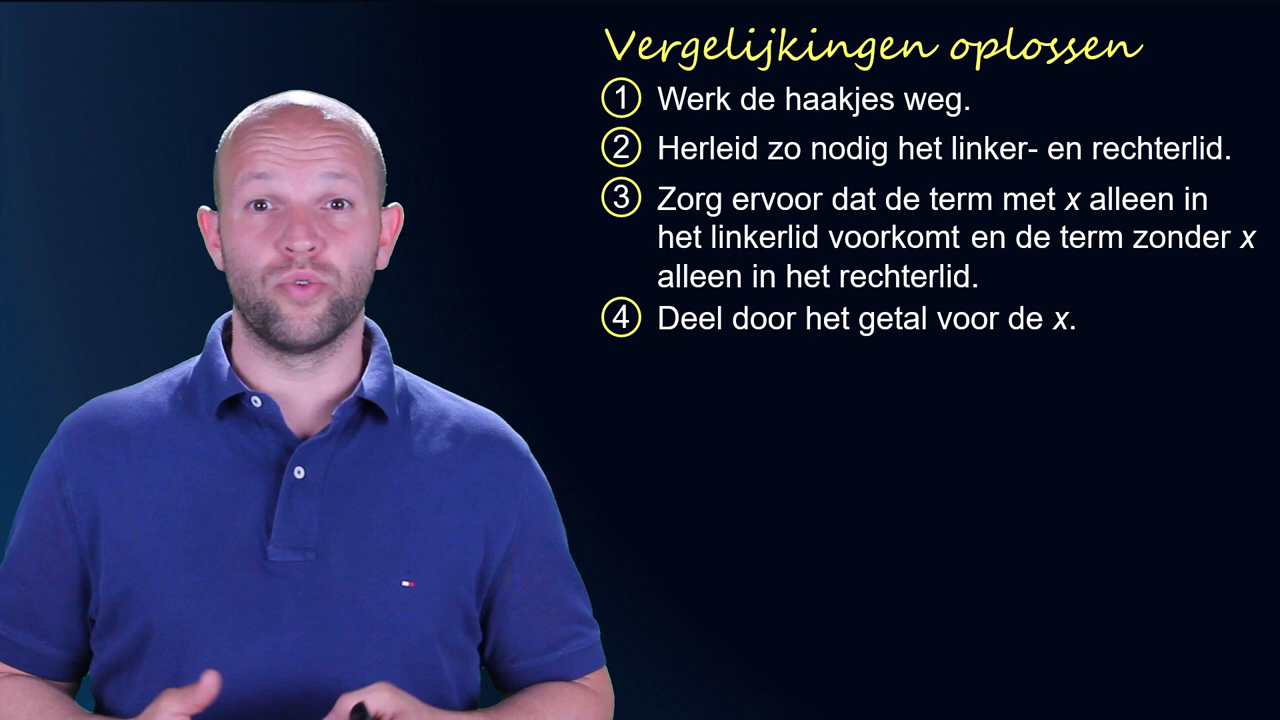 Vergelijkingen oplossen
1 Werk de haakjes weg.
2 Herleid zo nodig het linker- en rechterlid.
3 Zorg ervoor dat de term met x alleen in
het linkerlid voorkomt en de term zonder x
alleen in het rechterlid.
4 Deel door het getal voor de x.